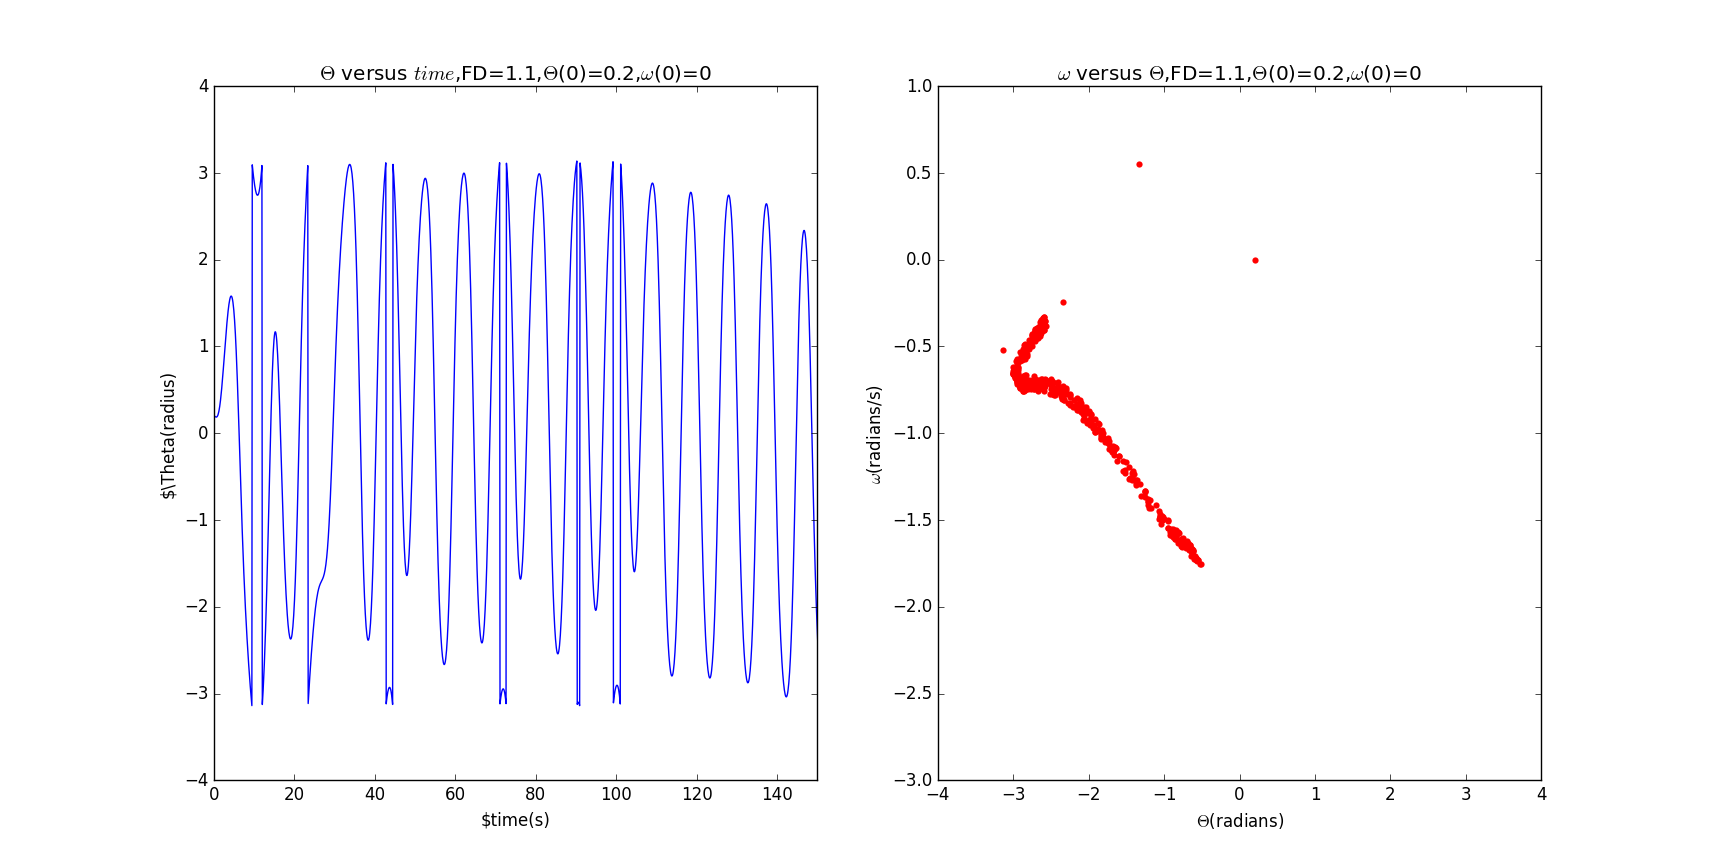 Θ versus time,FD=1.1,Θ(0)=0.2,ω(0)=0
4
3
2
1
0
−1
−2
−3
−4
$\Theta(radius)
0 20 40 60 80 100 120 140
$time(s)
ω versus Θ,FD=1.1,Θ(0)=0.2,ω(0)=0
1.0
0.5
0.0
−0.5
−1.0
−1.5
−2.0
−2.5
−3.0
ω(radians/s)
−4 −3 −2 −1 0 1 2 3 4
Θ(radians)